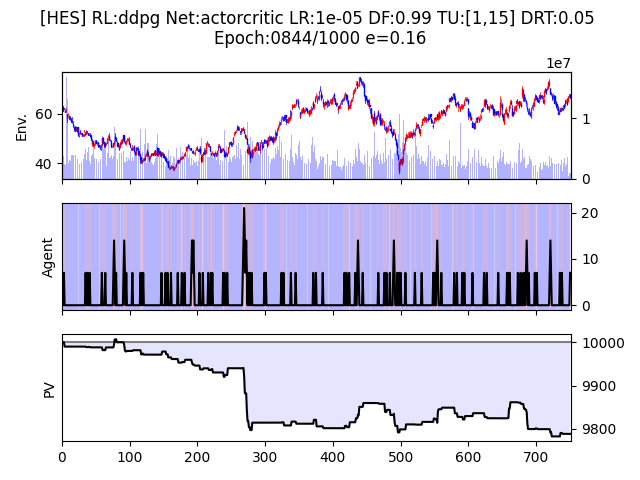 [HES] RL:ddpg Net:actorcritic LR:1e-05 DF:0.99 TU:[1,15] DRT:0.05
Epoch:0844/1000 e=0.16
1e7
Env.
60
40
1
0
Agent
20
10
0
PV
10000
9900
9800
0 100 200 300 400 500 600 700